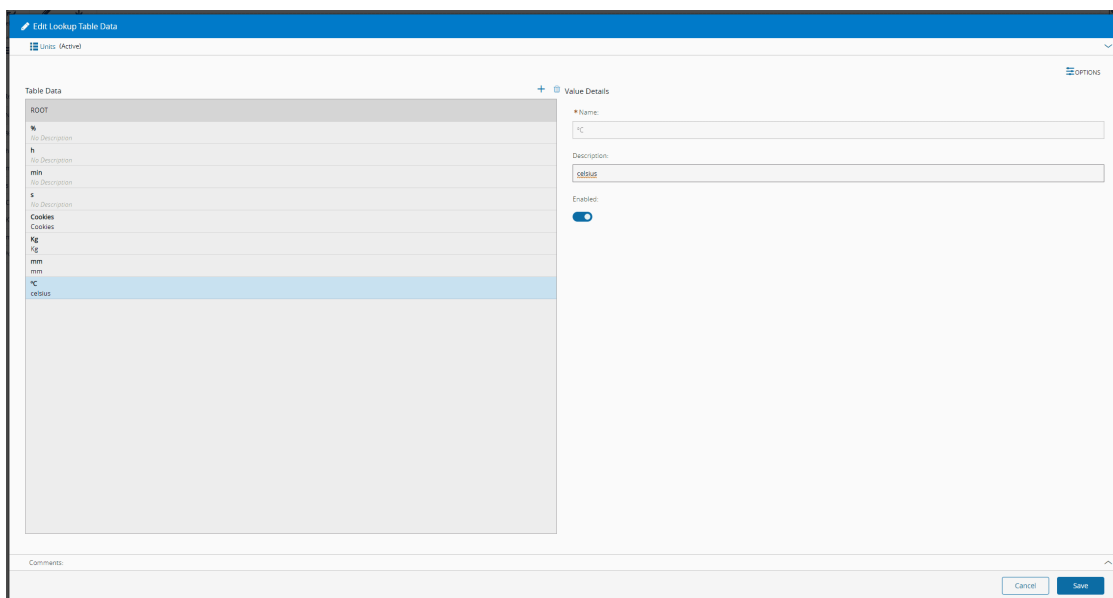 Edit Lookup Table Data
Units (Active)
OPTIONS
Table Data
ROOT
%
No Description
h
No Description
min
No Description
s
No Description
Cookies
Cookies
Kg
Kg
mm
mm
°C
celsius
Value Details
* Name:
°C
Description:
celsius
Enabled:
Comments:
Cancel
Save